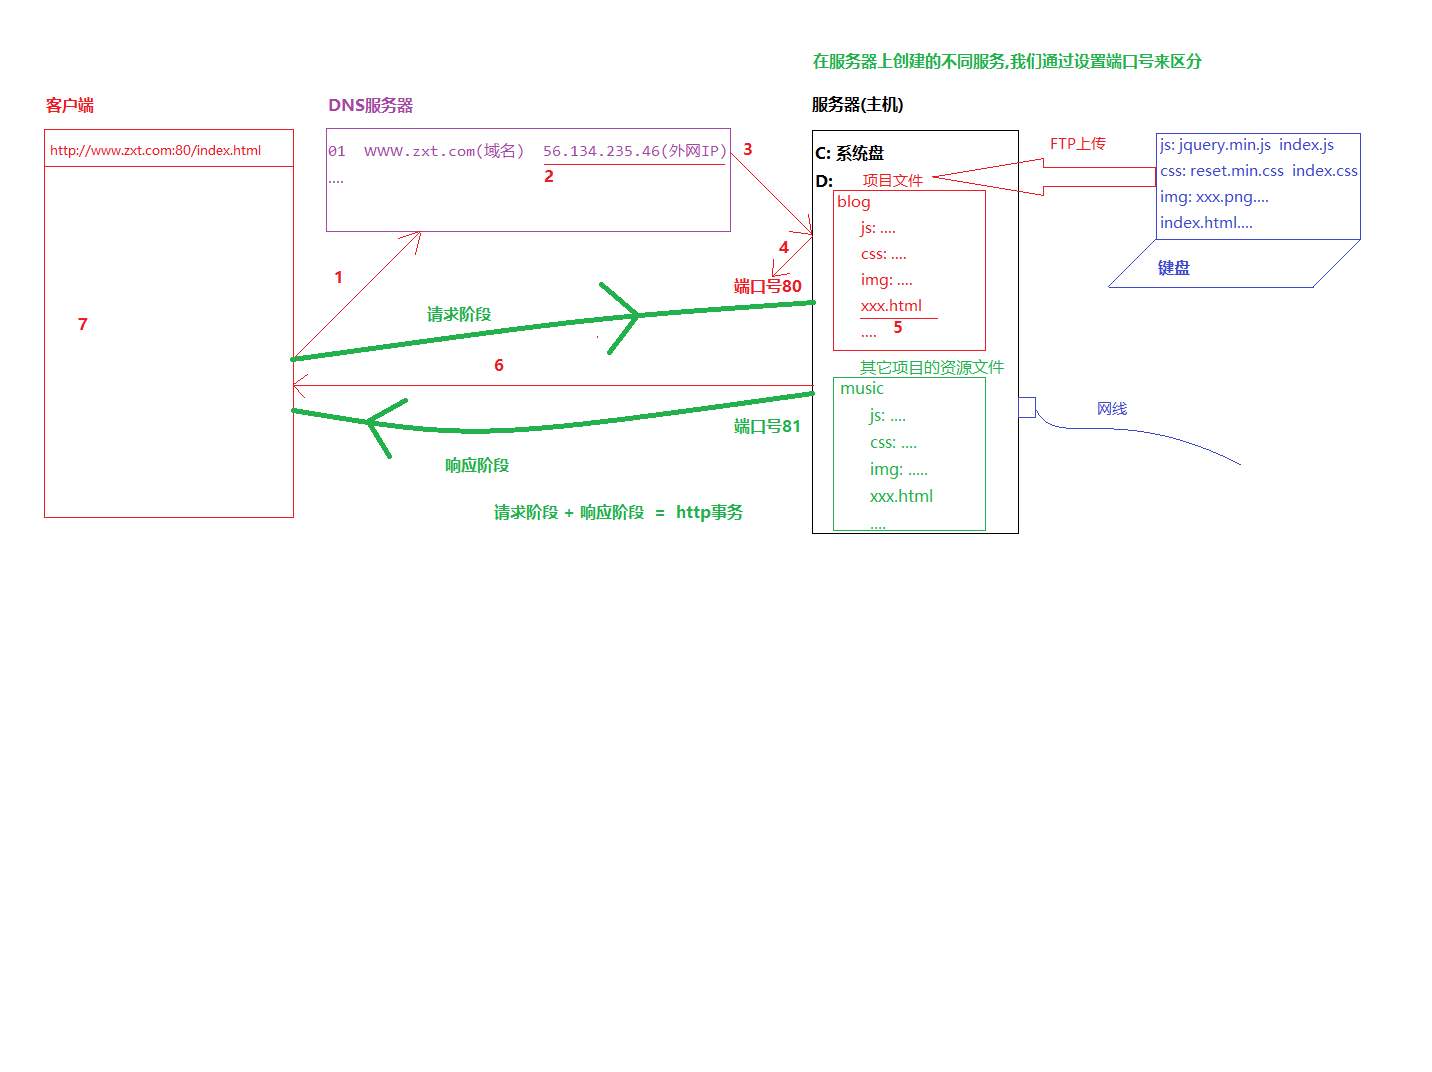 在服务器上创建的不同服务,我们通过设置端口号来区分
客户端
DNS服务器
服务器(主机)
http://www.zxt.com:80/index.html
01 www.zxt.com(域名) 56.134.235.46(外网IP)
....
2
3
1
4
端口号80
请求阶段
7
6
端口号81
响应阶段
请求阶段 + 响应阶段 = http事务
C: 系统盘
D: 项目文件
blog
js: ....
css: ....
img: ....
xxx.html
5
....
其它项目的资源文件
music
js: ....
css: ....
img: .....
xxx.html
....
FTP上传
js: jquery.min.js index.js
css: reset.min.css index.css
img: xxx.png....
index.html....
键盘
网线